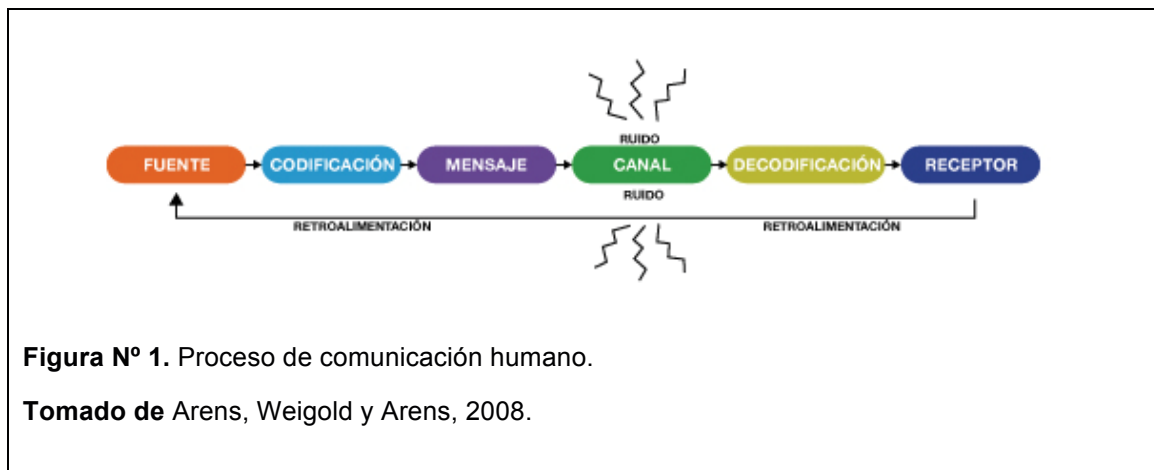 RUIDO
FUENTE CODIFICACIÓN MENSAJE CANAL DECODIFICACIÓN RECEPTOR
RUIDO
RETROALIMENTACIÓN RETROALIMENTACIÓN
Figura Nº 1. Proceso de comunicación humano.
Tomado de Arens, Weigold y Arens, 2008.